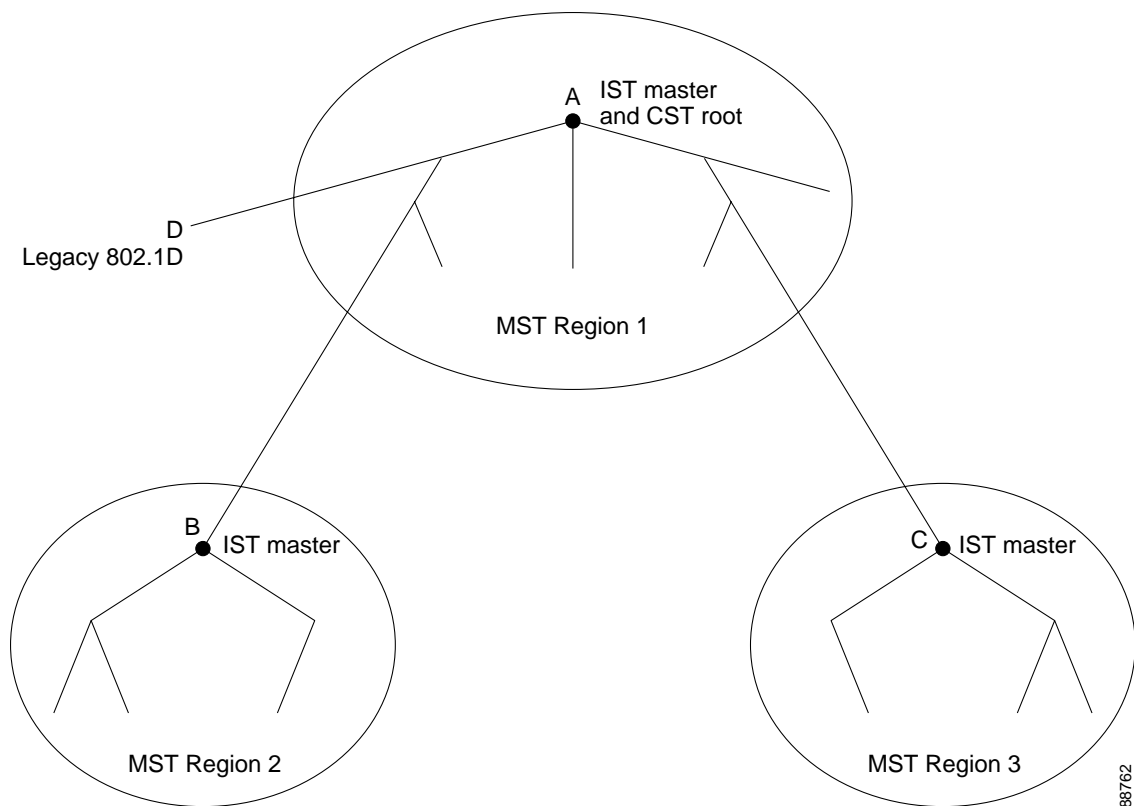 A
IST master
and CST root
D
Legacy 802.1D
MST Region 1
B
IST master
C
IST master
MST Region 2
MST Region 3
88762